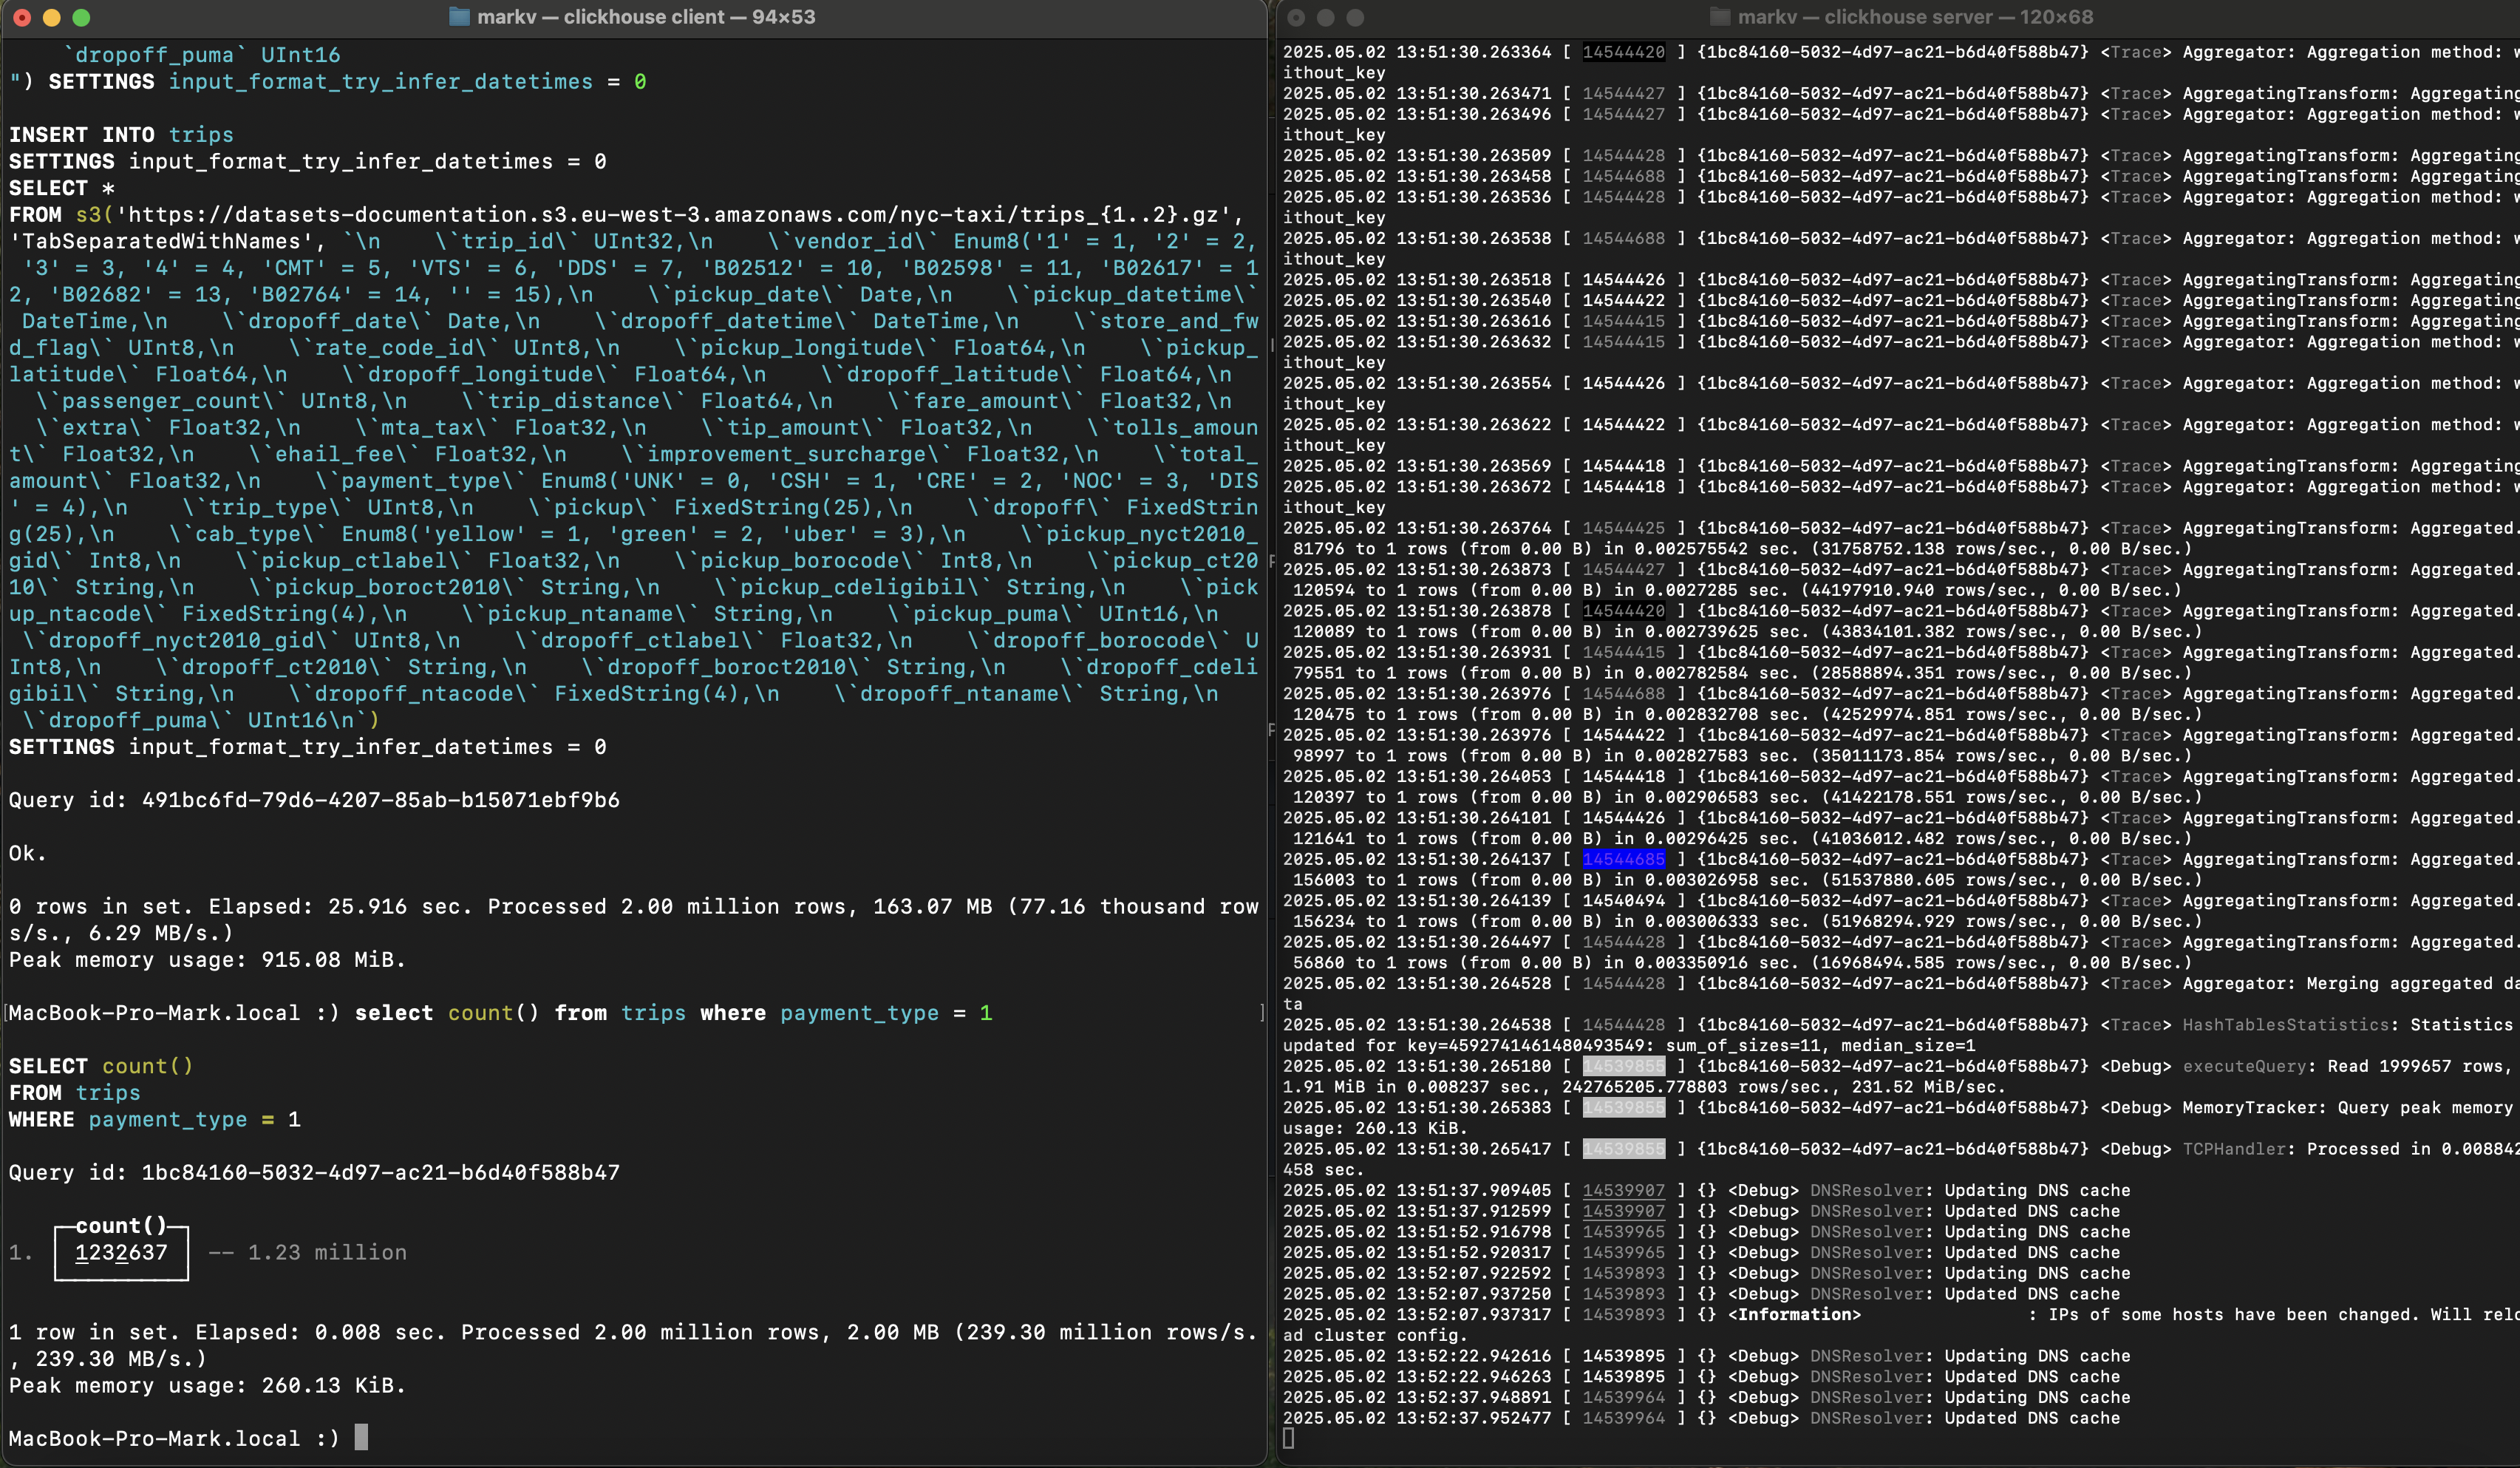 markv — clickhouse client — 94×53
    `dropoff_puma` UInt16
") SETTINGS input_format_try_infer_datetimes = 0
INSERT INTO trips
SETTINGS input_format_try_infer_datetimes = 0
SELECT *
FROM s3('https://datasets-documentation.s3.eu-west-3.amazonaws.com/nyc-taxi/trips_{1..2}.gz',
'TabSeparatedWithNames', `\n    \`trip_id\` UInt32,\n    \`vendor_id\` Enum8('1' = 1, '2' = 2,
 '3' = 3, '4' = 4, 'CMT' = 5, 'VTS' = 6, 'DDS' = 7, 'B02512' = 10, 'B02598' = 11, 'B02617' = 1
2, 'B02682' = 13, 'B02764' = 14, '' = 15),\n    \`pickup_date\` Date,\n    \`pickup_datetime\`
 DateTime,\n    \`dropoff_date\` Date,\n    \`dropoff_datetime\` DateTime,\n    \`store_and_fw
d_flag\` UInt8,\n    \`rate_code_id\` UInt8,\n    \`pickup_longitude\` Float64,\n    \`pickup_
latitude\` Float64,\n    \`dropoff_longitude\` Float64,\n    \`dropoff_latitude\` Float64,\n
  \`passenger_count\` UInt8,\n    \`trip_distance\` Float64,\n    \`fare_amount\` Float32,\n
  \`extra\` Float32,\n    \`mta_tax\` Float32,\n    \`tip_amount\` Float32,\n    \`tolls_amoun
t\` Float32,\n    \`ehail_fee\` Float32,\n    \`improvement_surcharge\` Float32,\n    \`total_
amount\` Float32,\n    \`payment_type\` Enum8('UNK' = 0, 'CSH' = 1, 'CRE' = 2, 'NOC' = 3, 'DIS
' = 4),\n    \`trip_type\` UInt8,\n    \`pickup\` FixedString(25),\n    \`dropoff\` FixedStrin
g(25),\n    \`cab_type\` Enum8('yellow' = 1, 'green' = 2, 'uber' = 3),\n    \`pickup_nyct2010_
gid\` Int8,\n    \`pickup_ctlabel\` Float32,\n    \`pickup_borocode\` Int8,\n    \`pickup_ct20
10\` String,\n    \`pickup_boroct2010\` String,\n    \`pickup_cdeligibil\` String,\n    \`pick
up_ntacode\` FixedString(4),\n    \`pickup_ntaname\` String,\n    \`pickup_puma\` UInt16,\n
 \`dropoff_nyct2010_gid\` UInt8,\n    \`dropoff_ctlabel\` Float32,\n    \`dropoff_borocode\` U
Int8,\n    \`dropoff_ct2010\` String,\n    \`dropoff_boroct2010\` String,\n    \`dropoff_cdeli
gibil\` String,\n    \`dropoff_ntacode\` FixedString(4),\n    \`dropoff_ntaname\` String,\n
 \`dropoff_puma\` UInt16\n`)
SETTINGS input_format_try_infer_datetimes = 0
Query id: 491bc6fd-79d6-4207-85ab-b15071ebf9b6
Ok.
0 rows in set. Elapsed: 25.916 sec. Processed 2.00 million rows, 163.07 MB (77.16 thousand row
s/s., 6.29 MB/s.)
Peak memory usage: 915.08 MiB.
[MacBook-Pro-Mark.local :) select count() from trips where payment_type = 1 ]
SELECT count()
FROM trips
WHERE payment_type = 1
Query id: 1bc84160-5032-4d97-ac21-b6d40f588b47
count()
1. 1232637 -- 1.23 million
1 row in set. Elapsed: 0.008 sec. Processed 2.00 million rows, 2.00 MB (239.30 million rows/s.
, 239.30 MB/s.)
Peak memory usage: 260.13 KiB.
MacBook-Pro-Mark.local :)
markv — clickhouse server — 120×68
2025.05.02 13:51:30.263364 [ 14544420 ] {1bc84160-5032-4d97-ac21-b6d40f588b47} <Trace> Aggregator: Aggregation method: w
ithout_key
2025.05.02 13:51:30.263471 [ 14544427 ] {1bc84160-5032-4d97-ac21-b6d40f588b47} <Trace> AggregatingTransform: Aggregating
2025.05.02 13:51:30.263496 [ 14544427 ] {1bc84160-5032-4d97-ac21-b6d40f588b47} <Trace> Aggregator: Aggregation method: w
ithout_key
2025.05.02 13:51:30.263509 [ 14544428 ] {1bc84160-5032-4d97-ac21-b6d40f588b47} <Trace> AggregatingTransform: Aggregating
2025.05.02 13:51:30.263458 [ 14544688 ] {1bc84160-5032-4d97-ac21-b6d40f588b47} <Trace> AggregatingTransform: Aggregating
2025.05.02 13:51:30.263536 [ 14544428 ] {1bc84160-5032-4d97-ac21-b6d40f588b47} <Trace> Aggregator: Aggregation method: w
ithout_key
2025.05.02 13:51:30.263538 [ 14544688 ] {1bc84160-5032-4d97-ac21-b6d40f588b47} <Trace> Aggregator: Aggregation method: w
ithout_key
2025.05.02 13:51:30.263518 [ 14544426 ] {1bc84160-5032-4d97-ac21-b6d40f588b47} <Trace> AggregatingTransform: Aggregating
2025.05.02 13:51:30.263540 [ 14544422 ] {1bc84160-5032-4d97-ac21-b6d40f588b47} <Trace> AggregatingTransform: Aggregating
2025.05.02 13:51:30.263616 [ 14544415 ] {1bc84160-5032-4d97-ac21-b6d40f588b47} <Trace> AggregatingTransform: Aggregating
2025.05.02 13:51:30.263632 [ 14544415 ] {1bc84160-5032-4d97-ac21-b6d40f588b47} <Trace> Aggregator: Aggregation method: w
ithout_key
2025.05.02 13:51:30.263554 [ 14544426 ] {1bc84160-5032-4d97-ac21-b6d40f588b47} <Trace> Aggregator: Aggregation method: w
ithout_key
2025.05.02 13:51:30.263622 [ 14544422 ] {1bc84160-5032-4d97-ac21-b6d40f588b47} <Trace> Aggregator: Aggregation method: w
ithout_key
2025.05.02 13:51:30.263569 [ 14544418 ] {1bc84160-5032-4d97-ac21-b6d40f588b47} <Trace> AggregatingTransform: Aggregating
2025.05.02 13:51:30.263672 [ 14544418 ] {1bc84160-5032-4d97-ac21-b6d40f588b47} <Trace> Aggregator: Aggregation method: w
ithout_key
2025.05.02 13:51:30.263764 [ 14544425 ] {1bc84160-5032-4d97-ac21-b6d40f588b47} <Trace> AggregatingTransform: Aggregated.
 81796 to 1 rows (from 0.00 B) in 0.002575542 sec. (31758752.138 rows/sec., 0.00 B/sec.)
2025.05.02 13:51:30.263873 [ 14544427 ] {1bc84160-5032-4d97-ac21-b6d40f588b47} <Trace> AggregatingTransform: Aggregated.
 120594 to 1 rows (from 0.00 B) in 0.0027285 sec. (44197910.940 rows/sec., 0.00 B/sec.)
2025.05.02 13:51:30.263878 [ 14544420 ] {1bc84160-5032-4d97-ac21-b6d40f588b47} <Trace> AggregatingTransform: Aggregated.
 120089 to 1 rows (from 0.00 B) in 0.002739625 sec. (43834101.382 rows/sec., 0.00 B/sec.)
2025.05.02 13:51:30.263931 [ 14544415 ] {1bc84160-5032-4d97-ac21-b6d40f588b47} <Trace> AggregatingTransform: Aggregated.
 79551 to 1 rows (from 0.00 B) in 0.002782584 sec. (28588894.351 rows/sec., 0.00 B/sec.)
2025.05.02 13:51:30.263976 [ 14544688 ] {1bc84160-5032-4d97-ac21-b6d40f588b47} <Trace> AggregatingTransform: Aggregated.
 120475 to 1 rows (from 0.00 B) in 0.002832708 sec. (42529974.851 rows/sec., 0.00 B/sec.)
2025.05.02 13:51:30.263976 [ 14544422 ] {1bc84160-5032-4d97-ac21-b6d40f588b47} <Trace> AggregatingTransform: Aggregated.
 98997 to 1 rows (from 0.00 B) in 0.002827583 sec. (35011173.854 rows/sec., 0.00 B/sec.)
2025.05.02 13:51:30.264053 [ 14544418 ] {1bc84160-5032-4d97-ac21-b6d40f588b47} <Trace> AggregatingTransform: Aggregated.
 120397 to 1 rows (from 0.00 B) in 0.002906583 sec. (41422178.551 rows/sec., 0.00 B/sec.)
2025.05.02 13:51:30.264101 [ 14544426 ] {1bc84160-5032-4d97-ac21-b6d40f588b47} <Trace> AggregatingTransform: Aggregated.
 121641 to 1 rows (from 0.00 B) in 0.00296425 sec. (41036012.482 rows/sec., 0.00 B/sec.)
2025.05.02 13:51:30.264137 [ 14544685 ] {1bc84160-5032-4d97-ac21-b6d40f588b47} <Trace> AggregatingTransform: Aggregated.
 156003 to 1 rows (from 0.00 B) in 0.003026958 sec. (51537880.605 rows/sec., 0.00 B/sec.)
2025.05.02 13:51:30.264139 [ 14540494 ] {1bc84160-5032-4d97-ac21-b6d40f588b47} <Trace> AggregatingTransform: Aggregated.
 156234 to 1 rows (from 0.00 B) in 0.003006333 sec. (51968294.929 rows/sec., 0.00 B/sec.)
2025.05.02 13:51:30.264497 [ 14544428 ] {1bc84160-5032-4d97-ac21-b6d40f588b47} <Trace> AggregatingTransform: Aggregated.
 56860 to 1 rows (from 0.00 B) in 0.003350916 sec. (16968494.585 rows/sec., 0.00 B/sec.)
2025.05.02 13:51:30.264528 [ 14544428 ] {1bc84160-5032-4d97-ac21-b6d40f588b47} <Trace> Aggregator: Merging aggregated da
ta
2025.05.02 13:51:30.264538 [ 14544428 ] {1bc84160-5032-4d97-ac21-b6d40f588b47} <Trace> HashTablesStatistics: Statistics
updated for key=4592741461480493549: sum_of_sizes=11, median_size=1
2025.05.02 13:51:30.265180 [ 14539855 ] {1bc84160-5032-4d97-ac21-b6d40f588b47} <Debug> executeQuery: Read 1999657 rows,
1.91 MiB in 0.008237 sec., 242765205.778803 rows/sec., 231.52 MiB/sec.
2025.05.02 13:51:30.265383 [ 14539855 ] {1bc84160-5032-4d97-ac21-b6d40f588b47} <Debug> MemoryTracker: Query peak memory
usage: 260.13 KiB.
2025.05.02 13:51:30.265417 [ 14539855 ] {1bc84160-5032-4d97-ac21-b6d40f588b47} <Debug> TCPHandler: Processed in 0.008842
458 sec.
2025.05.02 13:51:37.909405 [ 14539907 ] {} <Debug> DNSResolver: Updating DNS cache
2025.05.02 13:51:37.912599 [ 14539907 ] {} <Debug> DNSResolver: Updated DNS cache
2025.05.02 13:51:52.916798 [ 14539965 ] {} <Debug> DNSResolver: Updating DNS cache
2025.05.02 13:51:52.920317 [ 14539965 ] {} <Debug> DNSResolver: Updated DNS cache
2025.05.02 13:52:07.922592 [ 14539893 ] {} <Debug> DNSResolver: Updating DNS cache
2025.05.02 13:52:07.937250 [ 14539893 ] {} <Debug> DNSResolver: Updated DNS cache
2025.05.02 13:52:07.937317 [ 14539893 ] {} <Information> : IPs of some hosts have been changed. Will relo
ad cluster config.
2025.05.02 13:52:22.942616 [ 14539895 ] {} <Debug> DNSResolver: Updating DNS cache
2025.05.02 13:52:22.946263 [ 14539895 ] {} <Debug> DNSResolver: Updated DNS cache
2025.05.02 13:52:37.948891 [ 14539964 ] {} <Debug> DNSResolver: Updating DNS cache
2025.05.02 13:52:37.952477 [ 14539964 ] {} <Debug> DNSResolver: Updated DNS cache